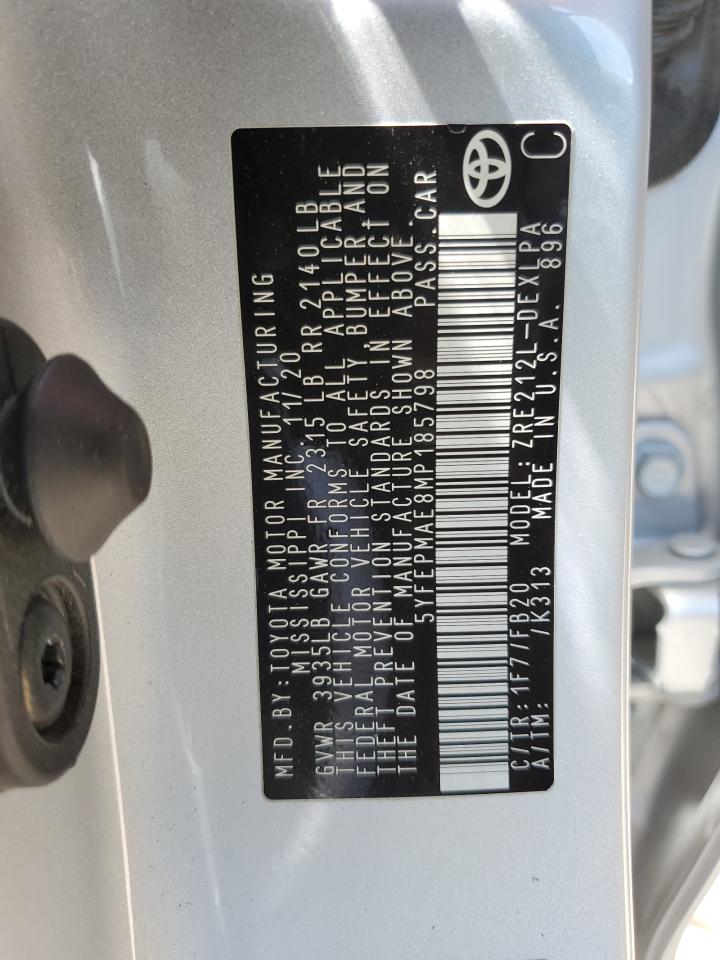 MFD. BY: TOYOTA MOTOR MANUFACTURING
MISSISSIPPI INC. 11/20
GVWR 3935LB GAWR FR 2315 LB RR 2140LB
THIS VEHICLE CONFORMS TO ALL APPLICABLE
FEDERAL MOTOR VEHICLE SAFETY, BUMPER AND
THEFT PREVENTION STANDARDS IN EFFECT ON
THE DATE OF MANUFACTURE SHOWN ABOVE.
5YFEPMAE8MP185798 PASS.CAR
C/TR: 1F7/FB20 MODEL: ZRE212L-DEXLPA
A/TM: /K313 MADE IN U.S.A. 896 C